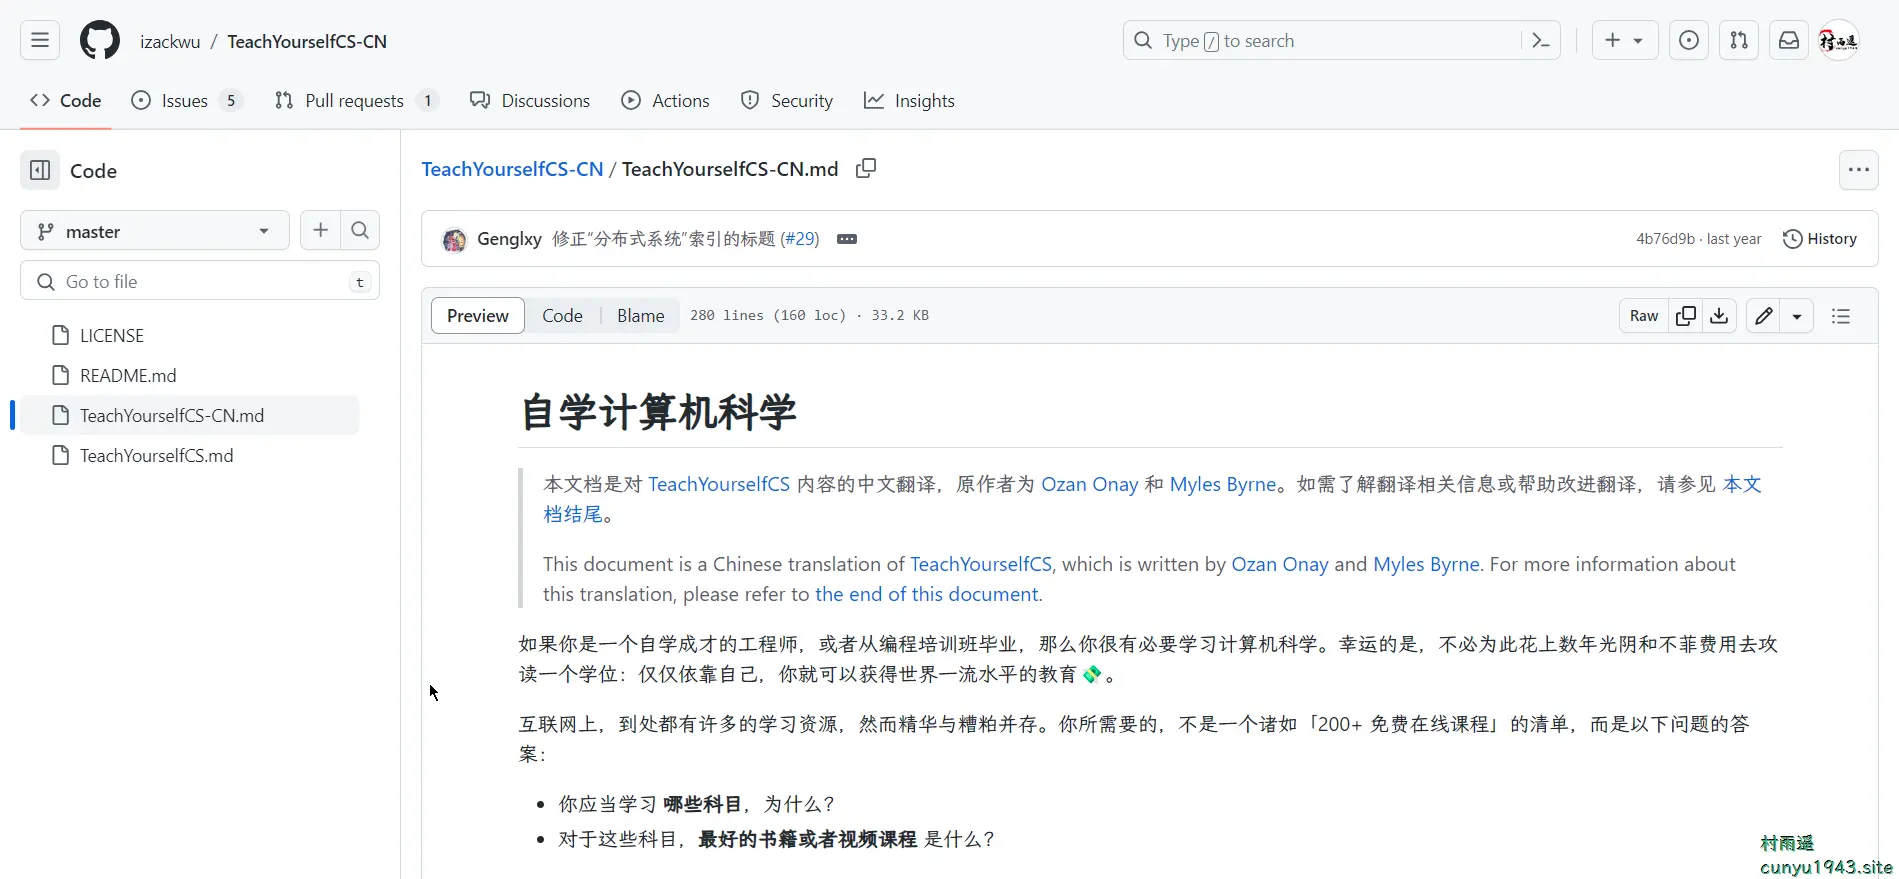 izackwu / TeachYourselfCS-CN
Type / to search
Code
Issues 5
Pull requests 1
Discussions
Actions
Security
Insights
Code
master
Go to file
t
LICENSE
README.md
TeachYourselfCS-CN.md
TeachYourselfCS.md
TeachYourselfCS-CN / TeachYourselfCS-CN.md
Genglxy 修正“分布式系统”索引的标题 (#29)
4b76d9b · last year
History
Preview
Code
Blame
280 lines (160 loc) · 33.2 KB
Raw
自学计算机科学
本文档是对 TeachYourselfCS 内容的中文翻译，原作者为 Ozan Onay 和 Myles Byrne。如需了解翻译相关信息或帮助改进翻译，请参见 本文
档结尾。
This document is a Chinese translation of TeachYourselfCS, which is written by Ozan Onay and Myles Byrne. For more information about
this translation, please refer to the end of this document.
如果你是一个自学成才的工程师，或者从编程培训班毕业，那么你很有必要学习计算机科学。幸运的是，不必为此花上数年光阴和不菲费用去攻
读一个学位：仅仅依靠自己，你就可以获得世界一流水平的教育💸。
互联网上，到处都有许多的学习资源，然而精华与糟粕并存。你所需要的，不是一个诸如「200+ 免费在线课程」的清单，而是以下问题的答
案：
• 你应当学习 哪些科目，为什么？
• 对于这些科目，最好的书籍或者视频课程 是什么？
村雨遥
cunyu1943.site